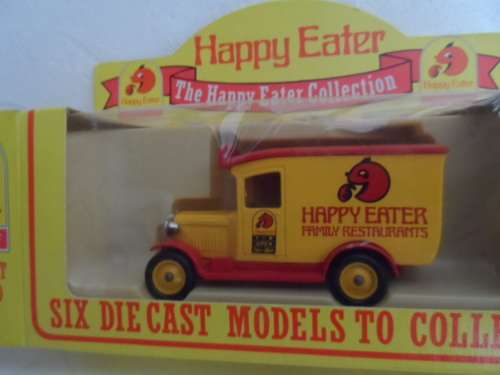 Happy Eater
The Happy Eater Collection
Happy Eater
Happy Eater
HAPPY EATER
FAMILY RESTAURANTS
SIX DIE CAST MODELS TO COLLE